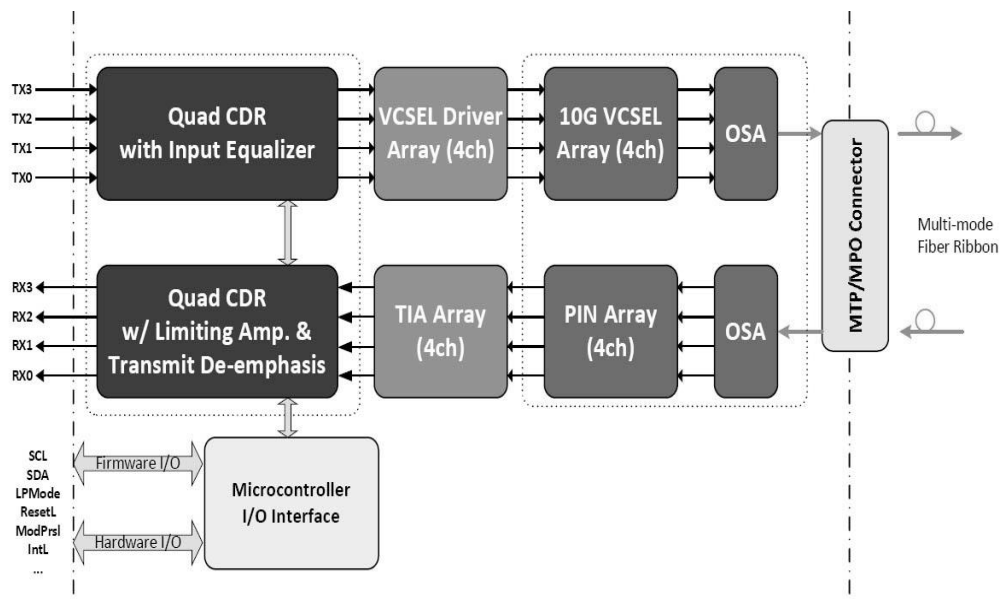 TX3
TX2
TX1
TX0
Quad CDR
with Input Equalizer
VCSEL Driver
Array (4ch)
10G VCSEL
Array (4ch)
OSA
MTP/MPO Connector
Multi-mode
Fiber Ribbon
RX3
RX2
RX1
RX0
Quad CDR
w/ Limiting Amp. &
Transmit De-emphasis
TIA Array
(4ch)
PIN Array
(4ch)
OSA
SCL
SDA
LPMode
ResetL
ModPrsl
IntL
...
Firmware I/O
Hardware I/O
Microcontroller
I/O Interface